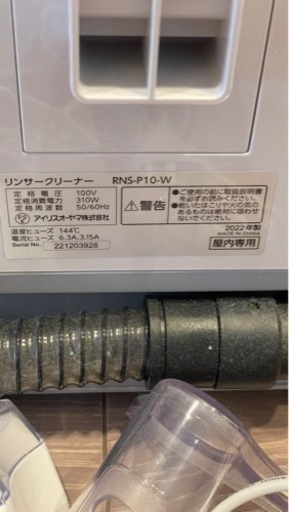 リンサークリーナー RNS-P10-W
定格電圧 100V
定格消費電力 310W
定格周波数 50/60Hz
アイリスオーヤマ株式会社
温度ヒューズ 144℃
電流ヒューズ 6.3A,3.15A
Serial No. 221203928
警告
●ご使用の前に取扱説明書
を必ずお読みください。
●乾いたほこりや火の気の
あるものは絶対に吸わせ
ないでください。
2022年製
MADE IN CHINA
屋内専用